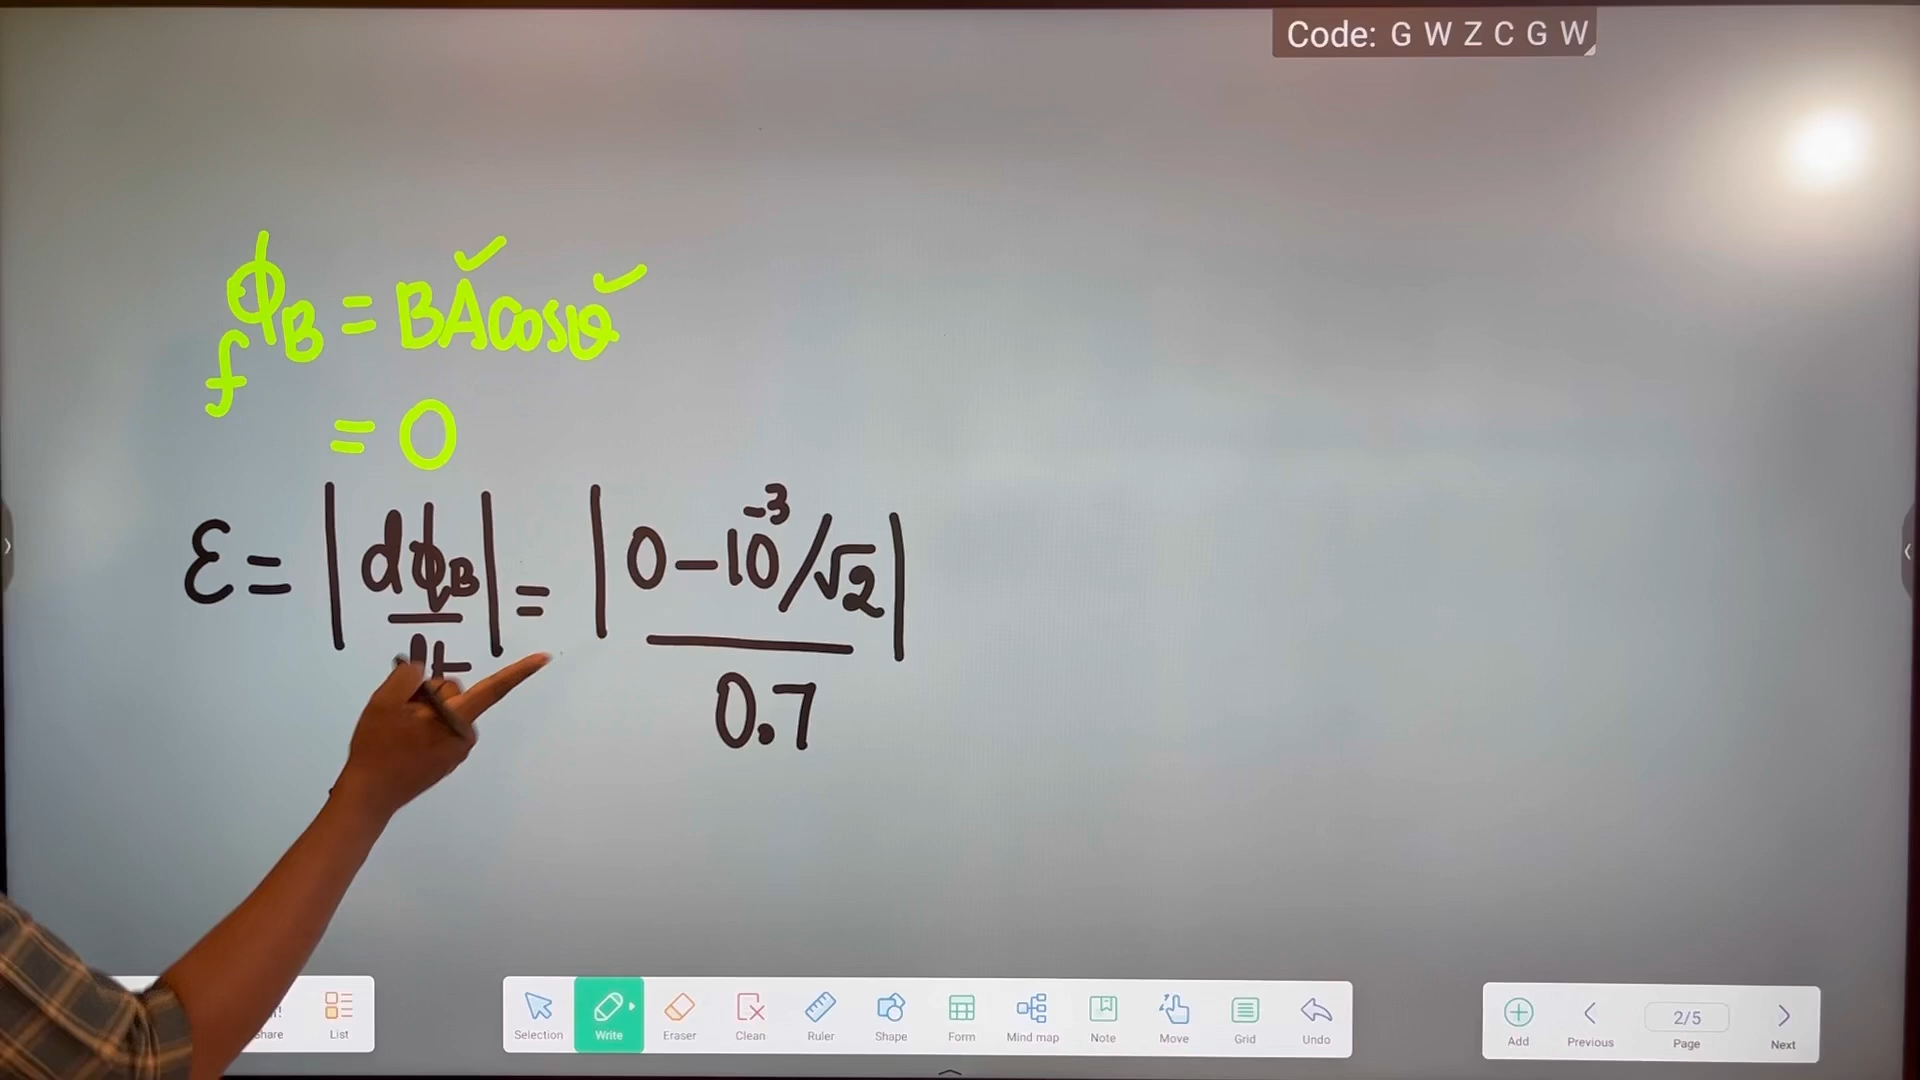 Code: G W Z C G W
ϕ_B = BA cosθ
f
= 0
ε = | dϕ_B / dt | = | 0 - 10^-3/√2 | / 0.7
List
Selection
Write
Eraser
Clean
Ruler
Shape
Form
Mind map
Note
Move
Grid
Undo
Add
Previous
2/5
Page
Next